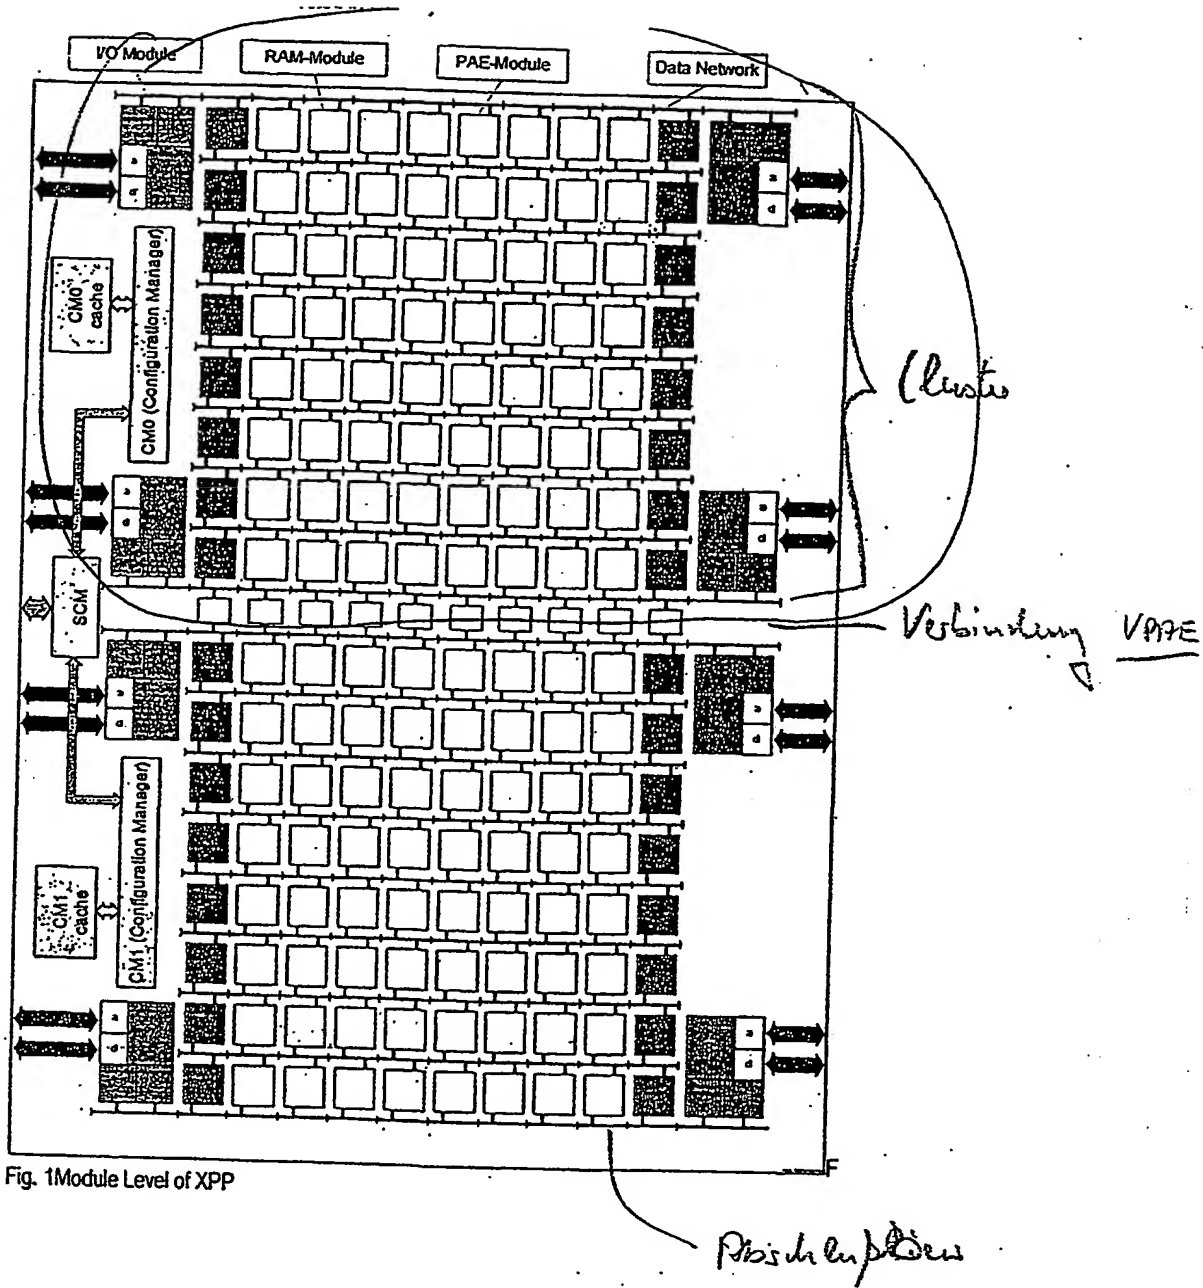 I/O Module
RAM-Module
PAE-Module
Data Network
a
d
a
d
CM0 cache
CM0 (Configuration Manager)
Cluster
a
d
a
d
SCM
Verbindung VPAE
a
d
a
d
CM1 (Configuration Manager)
CM1 cache
a
d
a
d
F
Fig. 1Module Level of XPP